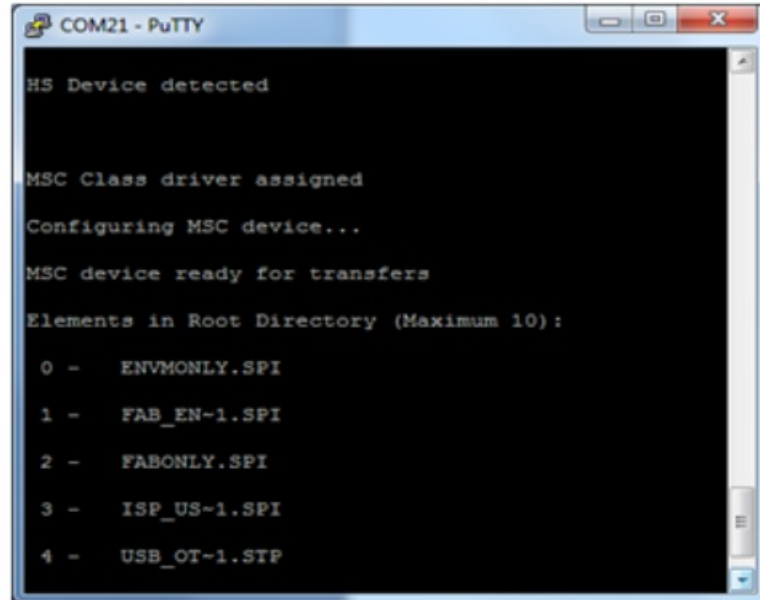 COM21 - PuTTY
HS Device detected
MSC Class driver assigned
Configuring MSC device...
MSC device ready for transfers
Elements in Root Directory (Maximum 10):
0 - ENVMONLY.SPI
1 - FAB_EN~1.SPI
2 - FABONLY.SPI
3 - ISP_US~1.SPI
4 - USB_OT~1.STP